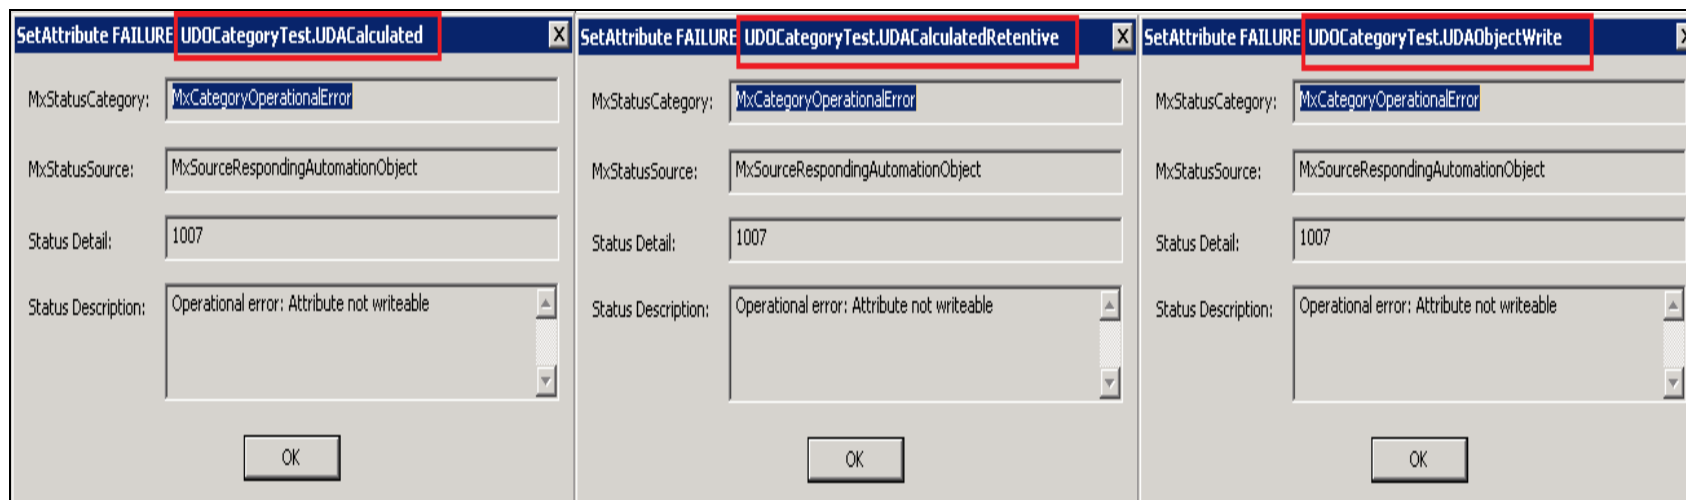 SetAttribute FAILURE UDOCategoryTest.UDACalculated X
MxStatusCategory: MxCategoryOperationalError
MxStatusSource: MxSourceRespondingAutomationObject
Status Detail: 1007
Status Description: Operational error: Attribute not writeable
OK
SetAttribute FAILURE UDOCategoryTest.UDACalculatedRetentive X
MxStatusCategory: MxCategoryOperationalError
MxStatusSource: MxSourceRespondingAutomationObject
Status Detail: 1007
Status Description: Operational error: Attribute not writeable
OK
SetAttribute FAILURE UDOCategoryTest.UDAObjectWrite X
MxStatusCategory: MxCategoryOperationalError
MxStatusSource: MxSourceRespondingAutomationObject
Status Detail: 1007
Status Description: Operational error: Attribute not writeable
OK